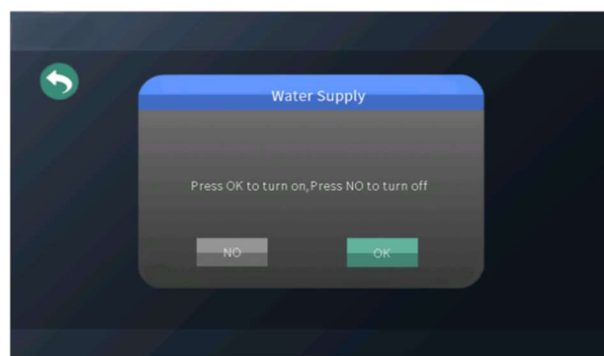 Water Supply
Press OK to turn on,Press NO to turn off
NO
OK